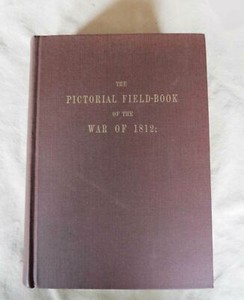 THE
PICTORIAL FIELD-BOOK
OF THE
WAR OF 1812;